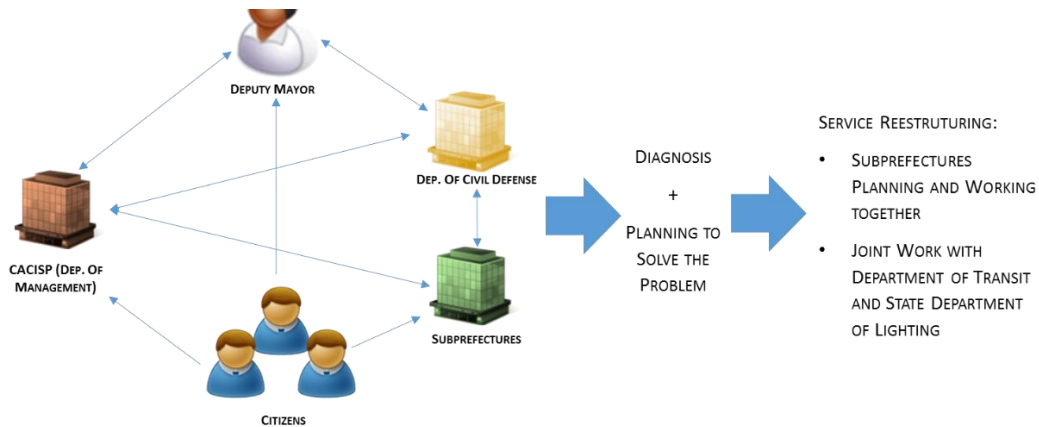 DEPUTY MAYOR
DEP. OF CIVIL DEFENSE
CACISP (DEP. OF
MANAGEMENT)
SUBPREFECTURES
CITIZENS
DIAGNOSIS
+
PLANNING TO
SOLVE THE
PROBLEM
SERVICE REESTRUTURING:
• SUBPREFECTURES
PLANNING AND WORKING
TOGETHER
• JOINT WORK WITH
DEPARTMENT OF TRANSIT
AND STATE DEPARTMENT
OF LIGHTING